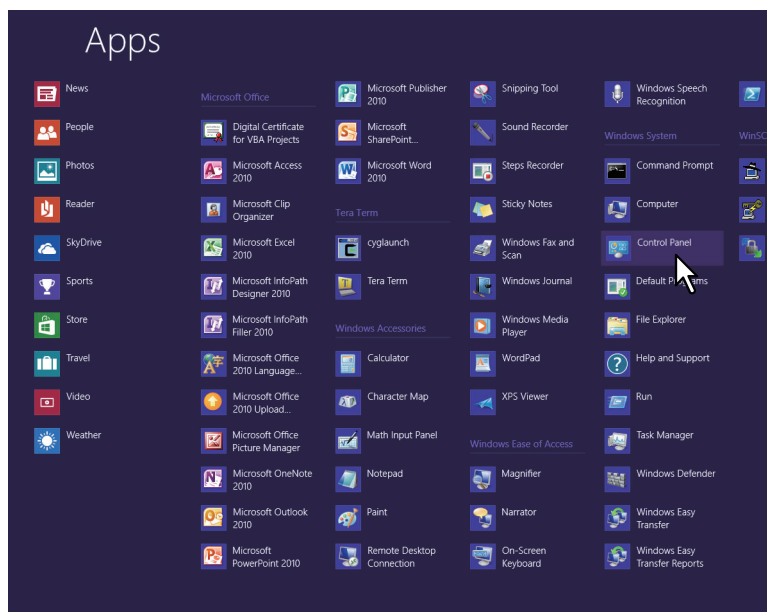 Apps
News
People
Photos
Reader
SkyDrive
Sports
Store
Travel
Video
Weather
Microsoft Office
Digital Certificate
for VBA Projects
Microsoft Access
2010
Microsoft Clip
Organizer
Microsoft Excel
2010
Microsoft InfoPath
Designer 2010
Microsoft InfoPath
Filler 2010
Microsoft Office
2010 Language...
Microsoft Office
2010 Upload...
Microsoft Office
Picture Manager
Microsoft OneNote
2010
Microsoft Outlook
2010
Microsoft
PowerPoint 2010
Microsoft Publisher
2010
Microsoft
SharePoint...
Microsoft Word
2010
Tera Term
cyglaunch
Tera Term
Windows Accessories
Calculator
Character Map
Math Input Panel
Notepad
Paint
Remote Desktop
Connection
Snipping Tool
Sound Recorder
Steps Recorder
Sticky Notes
Windows Fax and
Scan
Windows Journal
Windows Media
Player
WordPad
XPS Viewer
Windows Ease of Access
Magnifier
Narrator
On-Screen
Keyboard
Windows Speech
Recognition
Windows System
Command Prompt
Computer
Control Panel
Default Programs
File Explorer
Help and Support
Run
Task Manager
Windows Defender
Windows Easy
Transfer
Windows Easy
Transfer Reports
WinSC